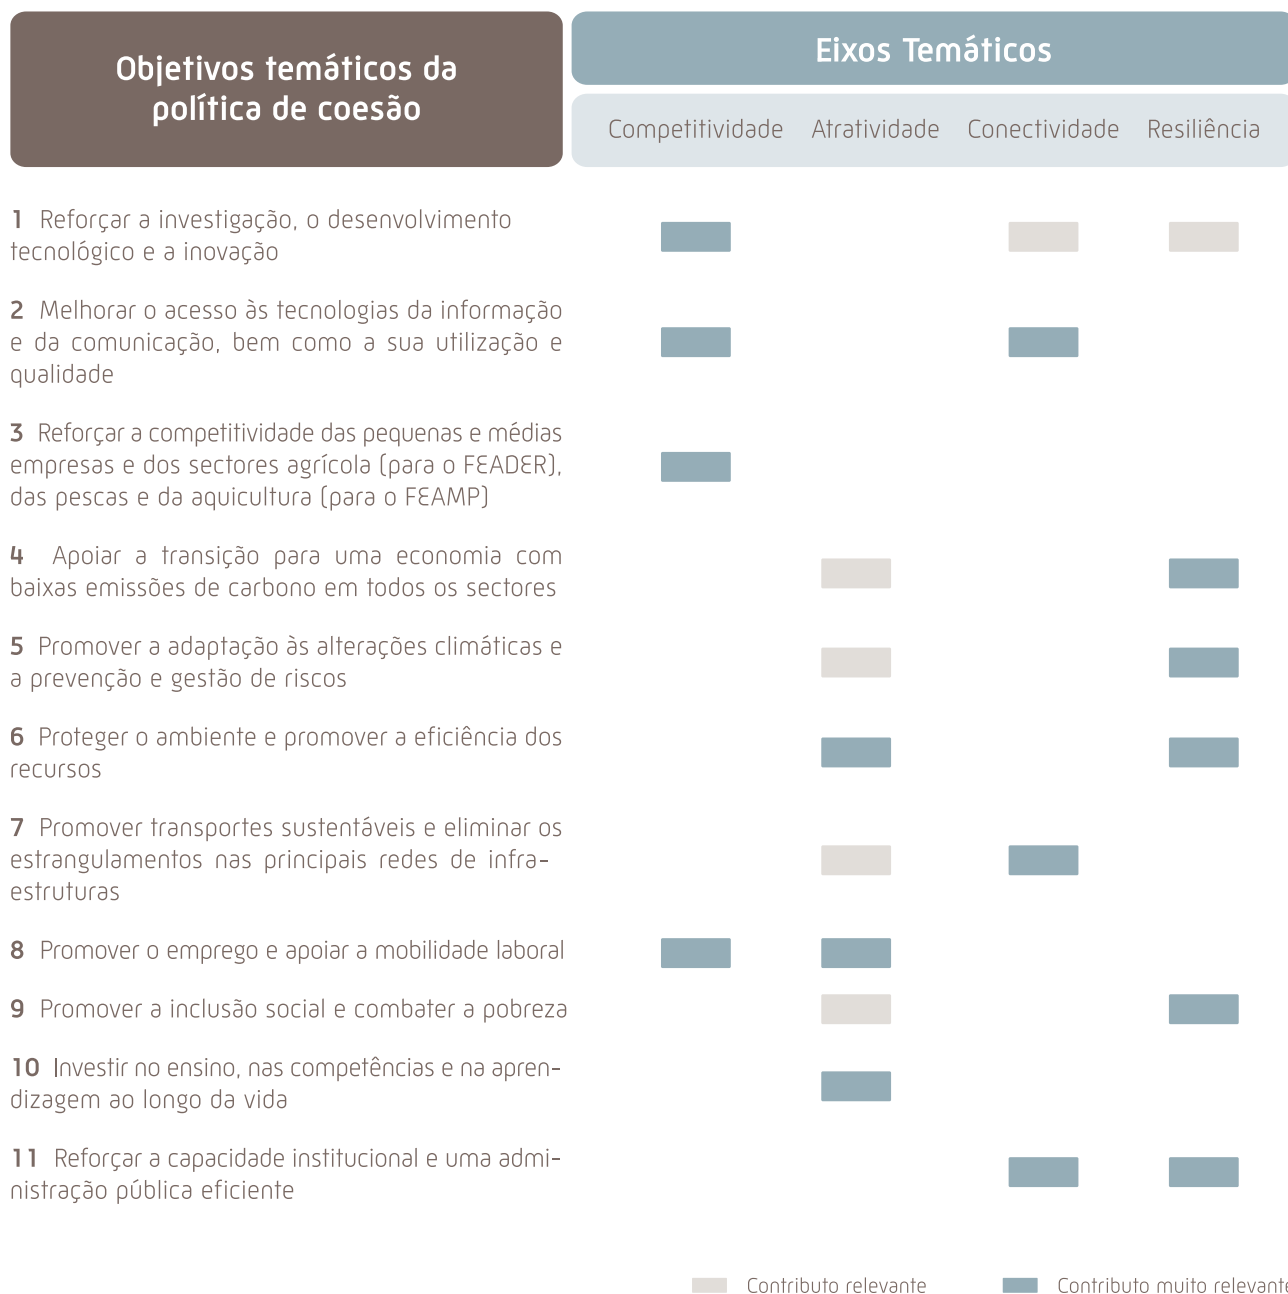 Objetivos temáticos da
política de coesão
Eixos Temáticos
Competitividade Atratividade Conectividade Resiliência
1 Reforçar a investigação, o desenvolvimento
tecnológico e a inovação
2 Melhorar o acesso às tecnologias da informação
e da comunicação, bem como a sua utilização e
qualidade
3 Reforçar a competitividade das pequenas e médias
empresas e dos sectores agrícola (para o FEADER),
das pescas e da aquicultura (para o FEAMP)
4 Apoiar a transição para uma economia com
baixas emissões de carbono em todos os sectores
5 Promover a adaptação às alterações climáticas e
a prevenção e gestão de riscos
6 Proteger o ambiente e promover a eficiência dos
recursos
7 Promover transportes sustentáveis e eliminar os
estrangulamentos nas principais redes de infra-
estruturas
8 Promover o emprego e apoiar a mobilidade laboral
9 Promover a inclusão social e combater a pobreza
10 Investir no ensino, nas competências e na apren-
dizagem ao longo da vida
11 Reforçar a capacidade institucional e uma admi-
nistração pública eficiente
Contributo relevante Contributo muito relevante